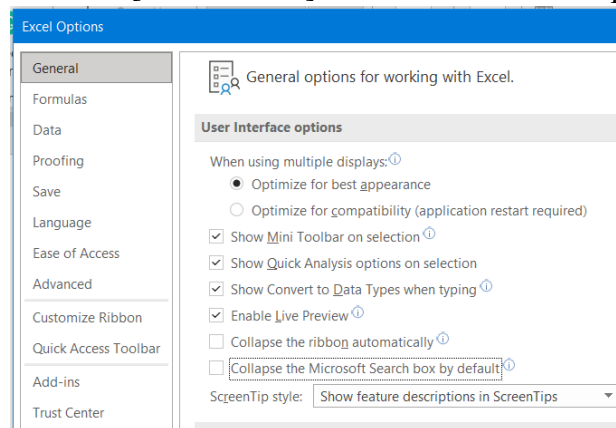 Excel Options
General
Formulas
Data
Proofing
Save
Language
Ease of Access
Advanced
Customize Ribbon
Quick Access Toolbar
Add-ins
Trust Center
General options for working with Excel.
User Interface options
When using multiple displays:
Optimize for best appearance
Optimize for compatibility (application restart required)
Show Mini Toolbar on selection
Show Quick Analysis options on selection
Show Convert to Data Types when typing
Enable Live Preview
Collapse the ribbon automatically
Collapse the Microsoft Search box by default
ScreenTip style: Show feature descriptions in ScreenTips